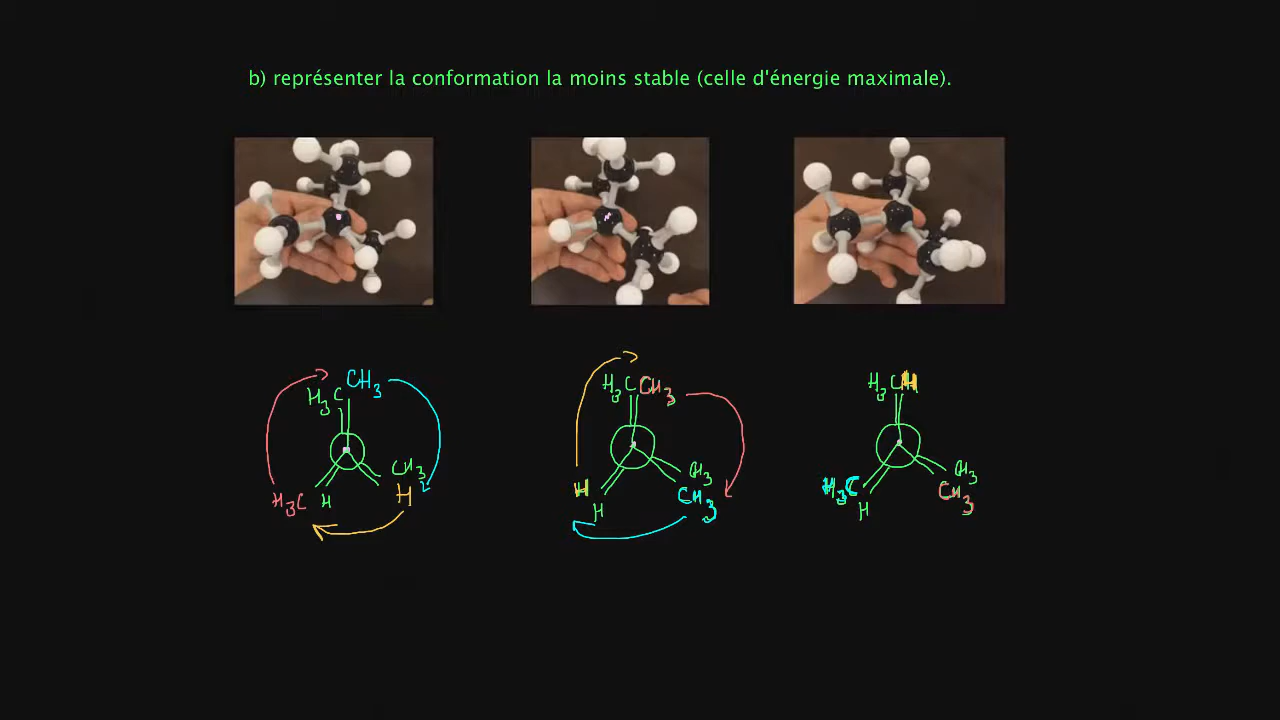 b) représenter la conformation la moins stable (celle d'énergie maximale).
CH3 H3C CH3 H3C H H
H3C CH3 H CH3 H CH3
H3C H CH3 H3C CH3 H